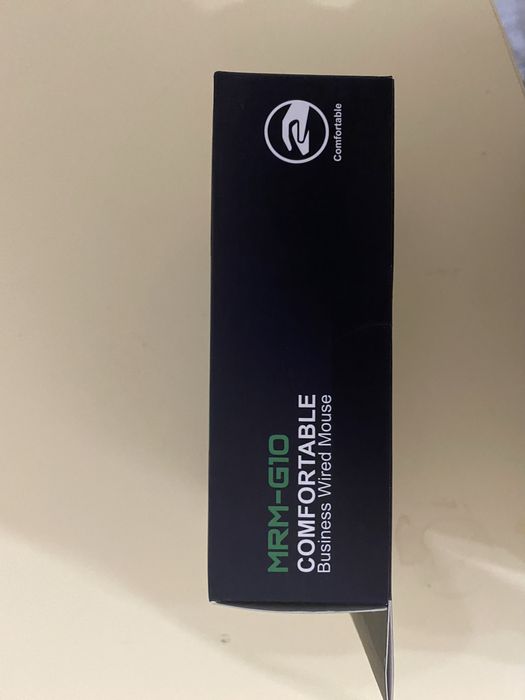 MRM-G10
COMFORTABLE
Business Wired Mouse
Comfortable